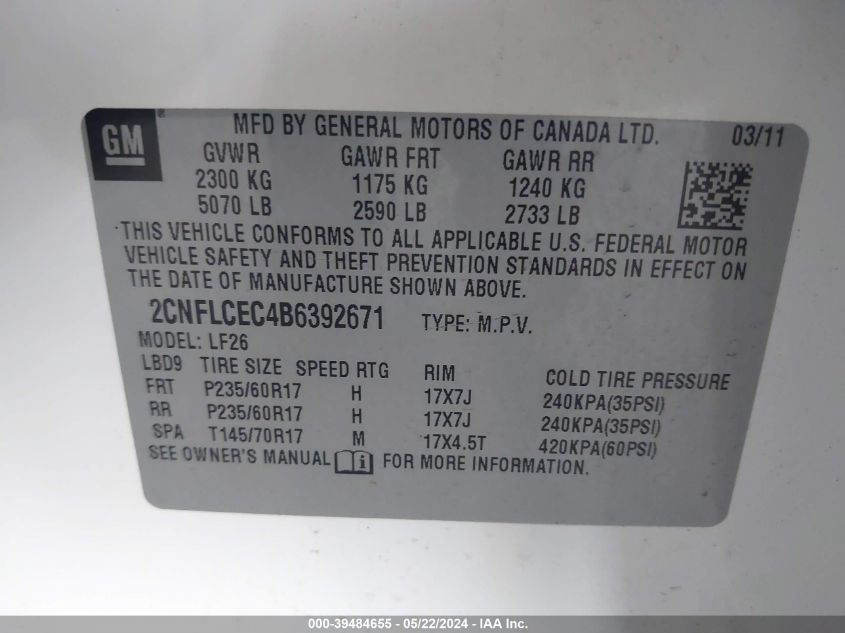 GM
MFD BY GENERAL MOTORS OF CANADA LTD. 03/11
GVWR GAWR FRT GAWR RR
2300 KG 1175 KG 1240 KG
5070 LB 2590 LB 2733 LB
THIS VEHICLE CONFORMS TO ALL APPLICABLE U.S. FEDERAL MOTOR
VEHICLE SAFETY AND THEFT PREVENTION STANDARDS IN EFFECT ON
THE DATE OF MANUFACTURE SHOWN ABOVE.
2CNFLCEC4B6392671 TYPE: M.P.V.
MODEL: LF26
LBD9 TIRE SIZE SPEED RTG RIM COLD TIRE PRESSURE
FRT P235/60R17 H 17X7J 240KPA(35PSI)
RR P235/60R17 H 17X7J 240KPA(35PSI)
SPA T145/70R17 M 17X4.5T 420KPA(60PSI)
SEE OWNER'S MANUAL i FOR MORE INFORMATION.
000-39484655 - 05/22/2024 - IAA Inc.